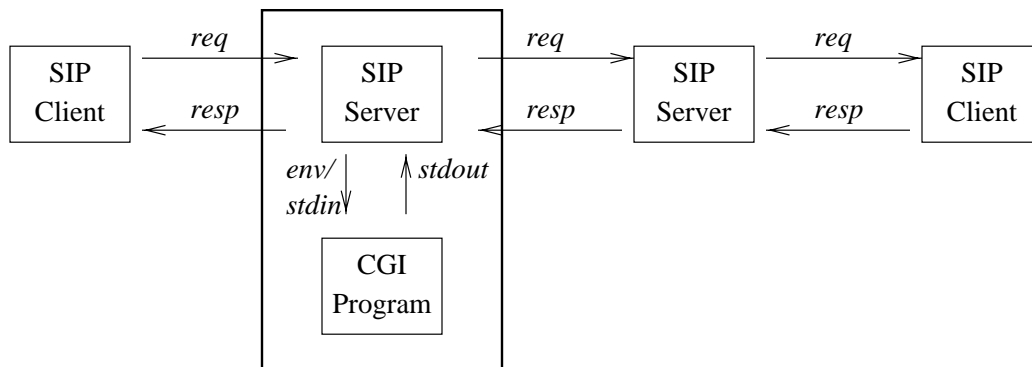 req
req
req
SIP
Client
SIP
Server
SIP
Server
SIP
Client
resp
resp
resp
env/
stdin
stdout
CGI
Program